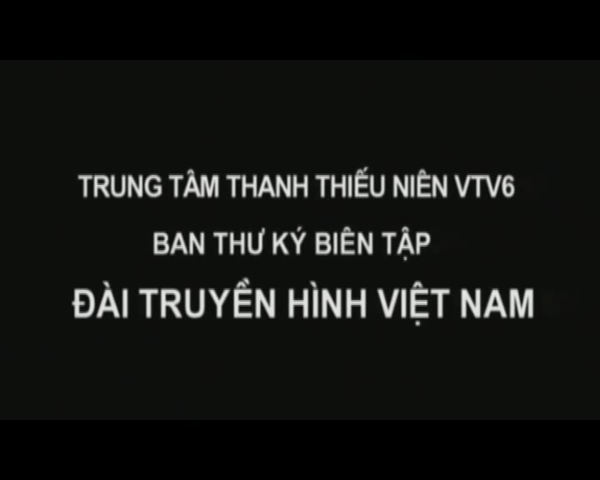 TRUNG TÂM THANH THIẾU NIÊN VTV6
BAN THƯ KÝ BIÊN TẬP
ĐÀI TRUYỀN HÌNH VIỆT NAM